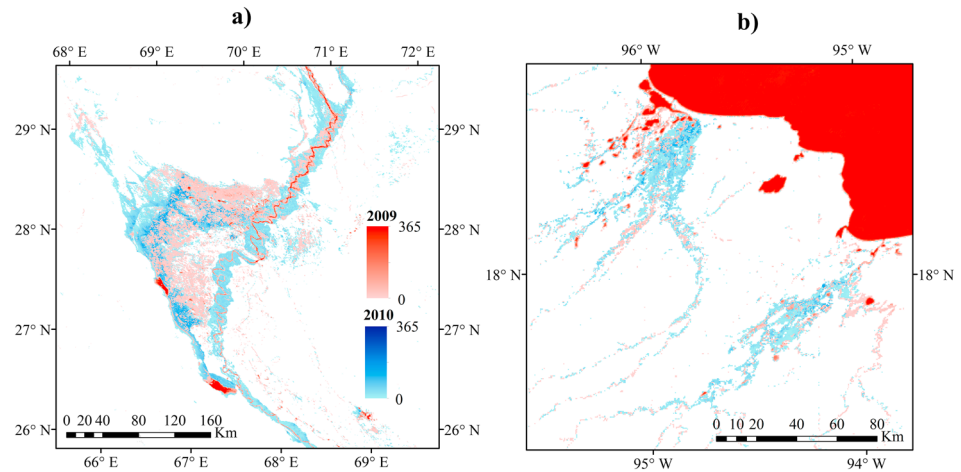 a)
b)
68° E 69° E 70° E 71° E 72° E
96° W 95° W
29° N
28° N
27° N
26° N
29° N
28° N
27° N
26° N
2009
365
0
2010
365
0
0 20 40 80 120 160
Km
66° E 67° E 68° E 69° E
18° N
18° N
0 10 20 40 60 80
Km
95° W 94° W